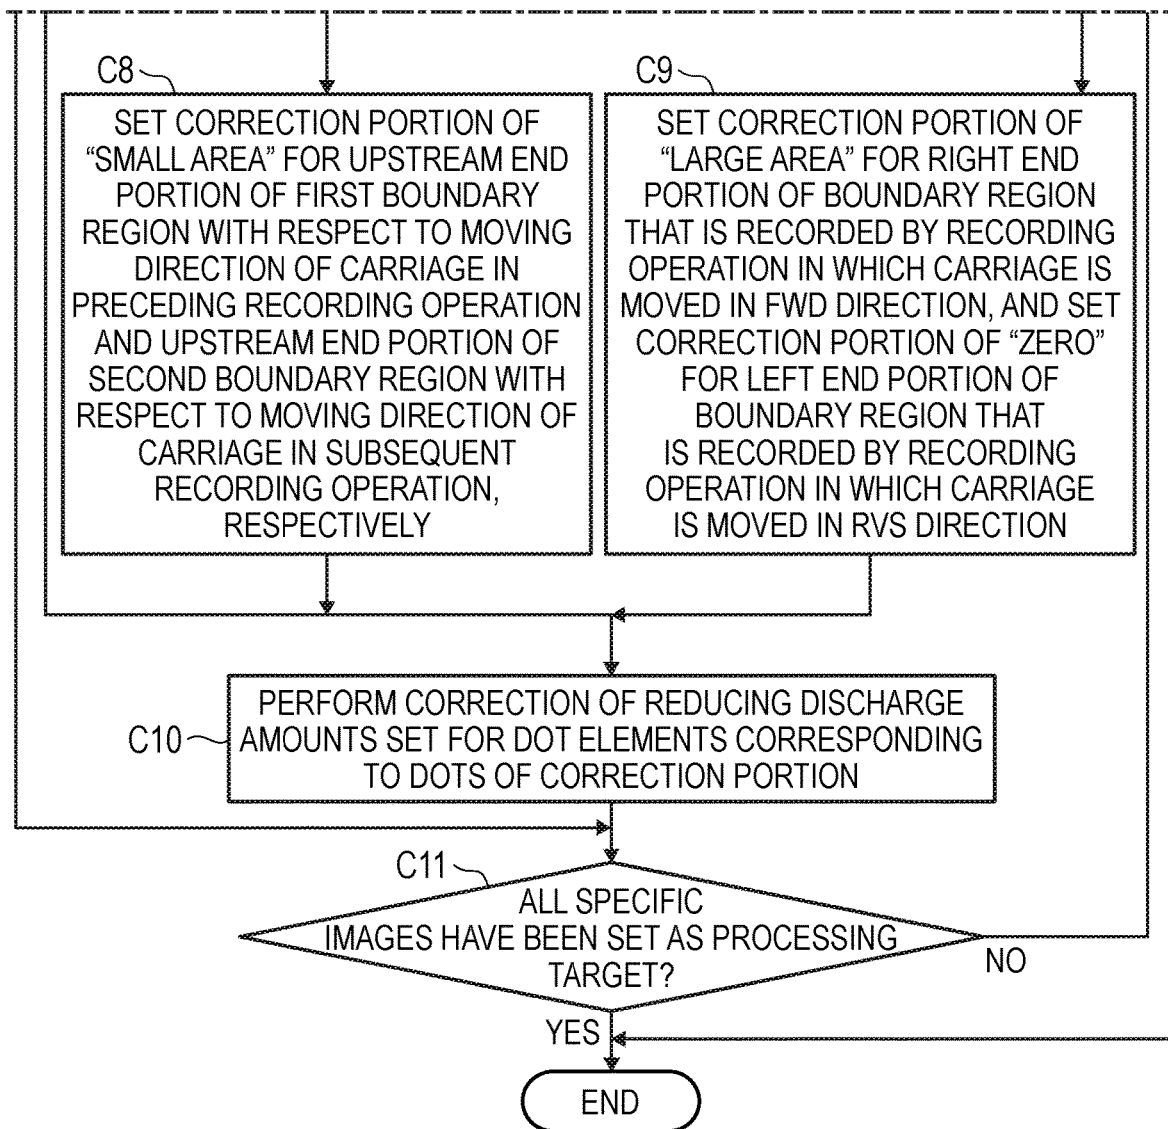 C8
SET CORRECTION PORTION OF
“SMALL AREA” FOR UPSTREAM END
PORTION OF FIRST BOUNDARY
REGION WITH RESPECT TO MOVING
DIRECTION OF CARRIAGE IN
PRECEDING RECORDING OPERATION
AND UPSTREAM END PORTION OF
SECOND BOUNDARY REGION WITH
RESPECT TO MOVING DIRECTION OF
CARRIAGE IN SUBSEQUENT
RECORDING OPERATION,
RESPECTIVELY
C9
SET CORRECTION PORTION OF
“LARGE AREA” FOR RIGHT END
PORTION OF BOUNDARY REGION
THAT IS RECORDED BY RECORDING
OPERATION IN WHICH CARRIAGE IS
MOVED IN FWD DIRECTION, AND SET
CORRECTION PORTION OF “ZERO”
FOR LEFT END PORTION OF
BOUNDARY REGION THAT
IS RECORDED BY RECORDING
OPERATION IN WHICH CARRIAGE
IS MOVED IN RVS DIRECTION
C10
PERFORM CORRECTION OF REDUCING DISCHARGE
AMOUNTS SET FOR DOT ELEMENTS CORRESPONDING
TO DOTS OF CORRECTION PORTION
C11
ALL SPECIFIC
IMAGES HAVE BEEN SET AS PROCESSING
TARGET?
NO
YES
END